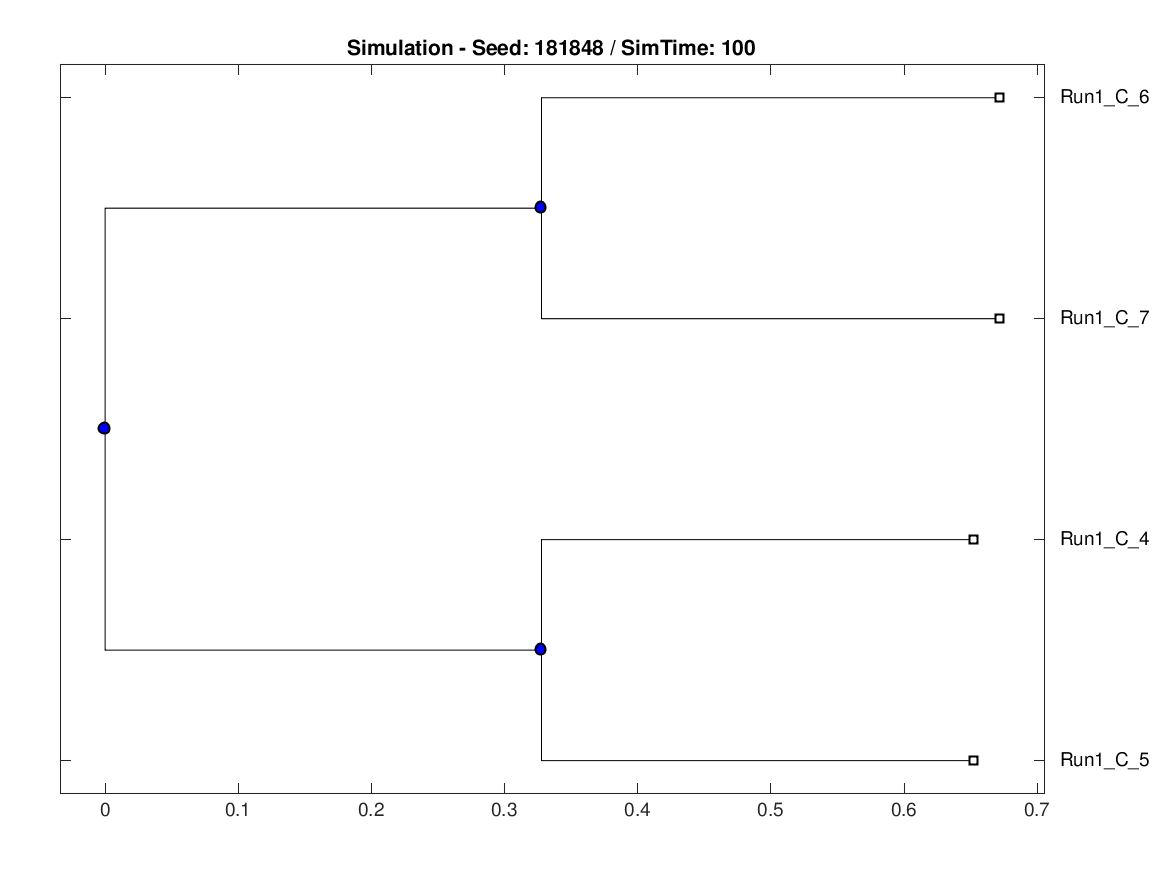 Simulation - Seed: 181848 / SimTime: 100
Run1_C_6
Run1_C_7
Run1_C_4
Run1_C_5
0 0.1 0.2 0.3 0.4 0.5 0.6 0.7